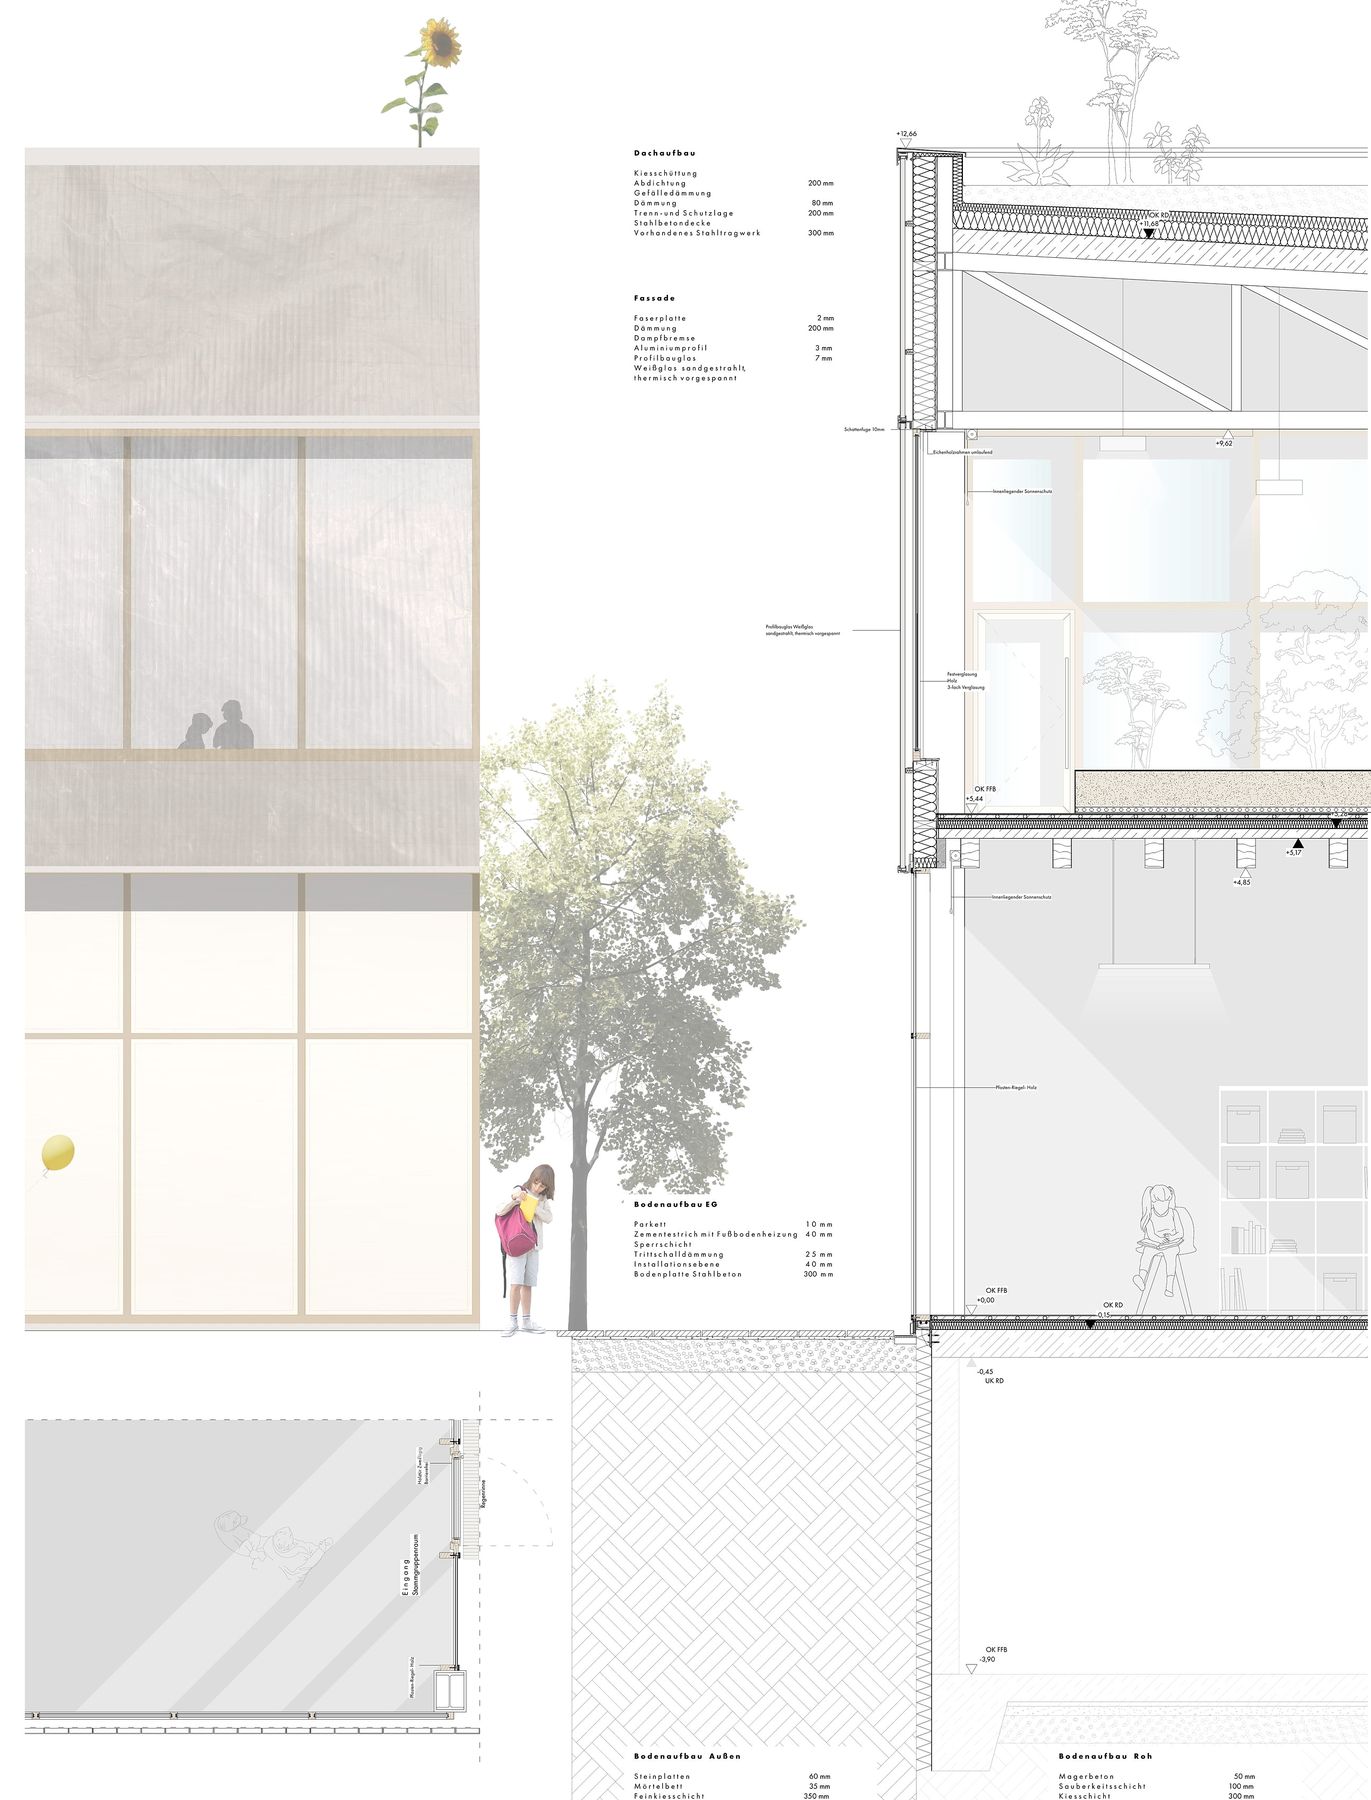 Dachaufbau
Kiesschüttung
Abdichtung 200 mm
Gefälledämmung
Dämmung 80 mm
Trenn-und Schutzlage 200 mm
Stahlbetondecke
Vorhandenes Stahltragwerk 300 mm
Fassade
Faserplatte 2 mm
Dämmung 200 mm
Dampfbremse
Aluminiumprofil 3 mm
Profilbauglas 7 mm
Weißglas sandgestrahlt,
thermisch vorgespannt
+12,66
OK RD
+11,68
Schattenfuge 10mm
Eichenholzrahmen umlaufend
+9,62
Innenliegender Sonnenschutz
Profilbauglas Weißglas
sandgestrahlt, thermisch vorgespannt
Festverglasung
Holz
3-fach Verglasung
OK FFB
+5,44
+5,17
+4,85
Innenliegender Sonnenschutz
Pfosten-Riegel- Holz
Bodenaufbau EG
Parkett 10 mm
Zementestrich mit Fußbodenheizung 40 mm
Sperrschicht
Trittschalldämmung 25 mm
Installationsebene 40 mm
Bodenplatte Stahlbeton 300 mm
OK FFB
+0,00
OK RD
0,15
-0,45
UK RD
Barrierefrei
Regenrinne
Eingang
Stammgruppenraum
Pfosten-Riegel- Holz
OK FFB
-3,90
Bodenaufbau Außen
Steinplatten 60 mm
Mörtelbett 35 mm
Feinkiesschicht 350 mm
Bodenaufbau Roh
Magerbeton 50 mm
Sauberkeitsschicht 100 mm
Kiesschicht 300 mm